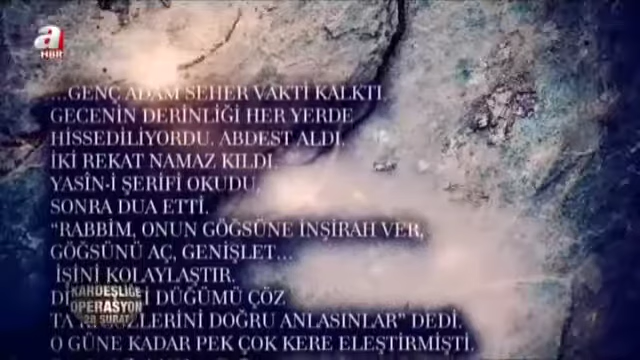 a
HBR
...GENÇ ADAM SEHER VAKTİ KALKTI.
GECENİN DERİNLİĞİ HER YERDE
HİSSEDİLİYORDU. ABDEST ALDI.
İKİ REKAT NAMAZ KILDI.
YASÎN-İ ŞERİFİ OKUDU,
SONRA DUA ETTİ.
“RABBİM, ONUN GÖĞSÜNE İNŞİRAH VER,
GÖĞSÜNÜ AÇ, GENİŞLET...
İŞİNİ KOLAYLAŞTIR.
DÜĞÜMÜ ÇÖZ
DOĞRU ANLASINLAR” DEDİ.
O GÜNE KADAR PEK ÇOK KERE ELEŞTİRMİŞTİ.
KARDEŞLİĞE
OPERASYON
28 ŞUBAT